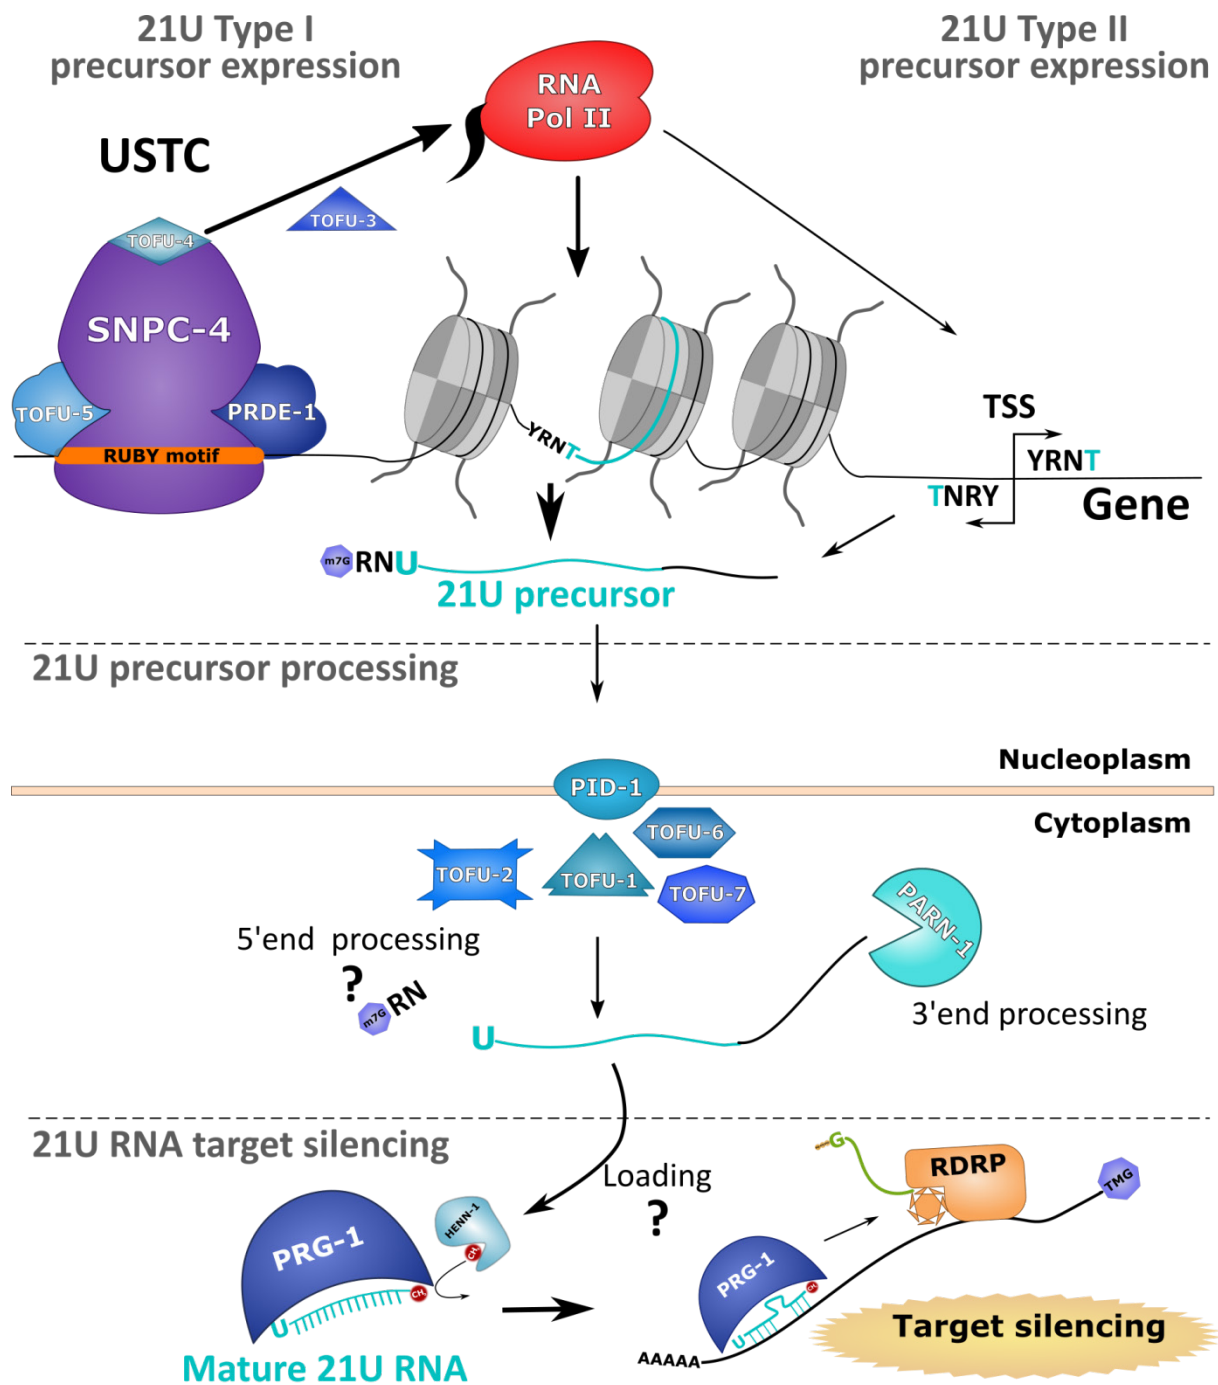 21U Type I
precursor expression
21U Type II
precursor expression
RNA
Pol II
USTC
TOFU-3
TOFU-4
SNPC-4
TOFU-5
PRDE-1
RUBY motif
YRNT
TSS
YRNT
TNRY
Gene
m7G RNU
21U precursor
21U precursor processing
Nucleoplasm
PID-1
Cytoplasm
TOFU-6
TOFU-2
TOFU-1
TOFU-7
PARN-1
5'end processing
?
m7G RN
3'end processing
U
21U RNA target silencing
G
RDRP
TMG
Loading
?
HENN-1
CH3
PRG-1
CH3
U
PRG-1
CH3
U
Target silencing
AAAAA
Mature 21U RNA